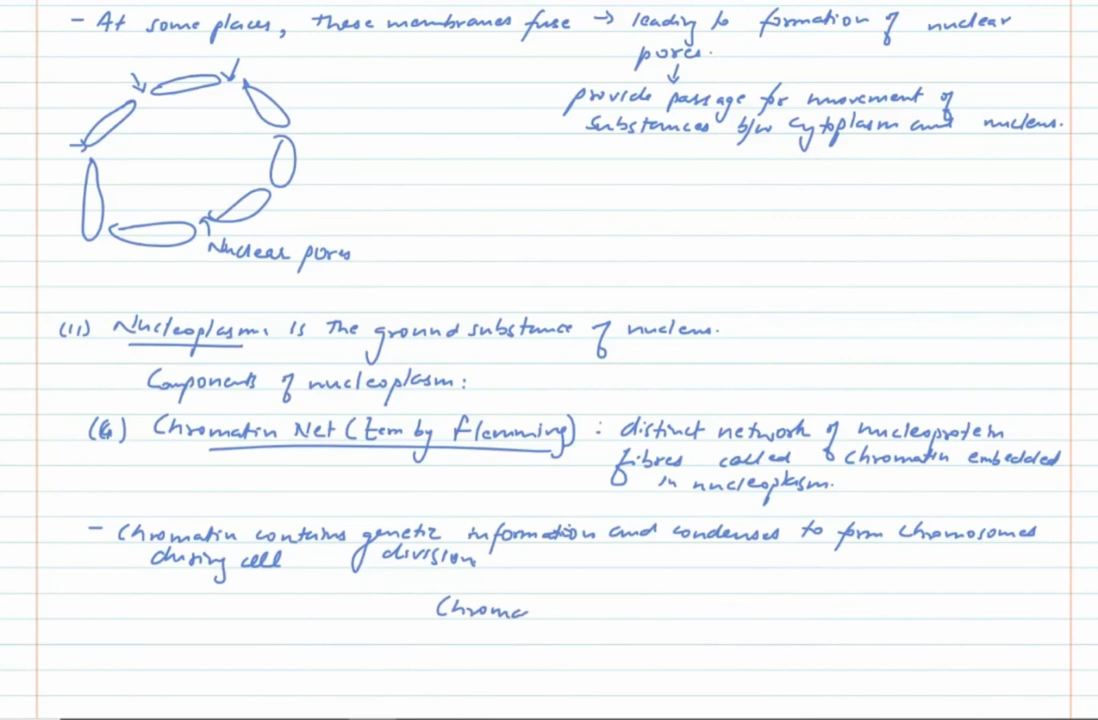 - At some places, these membranes fuse → leading to formation of nuclear
pores.
↓
provide passage for movement of
substances b/w cytoplasm and nucleus.
Nuclear pores
(ii) Nucleoplasm: is the ground substance of nucleus.
Components of nucleoplasm:
(a) Chromatin Net (term by flemming) : distinct network of nucleoprotein
fibres called chromatin embedded
in nucleoplasm.
- Chromatin contains genetic information and condenses to form chromosomes
during cell division
Chroma